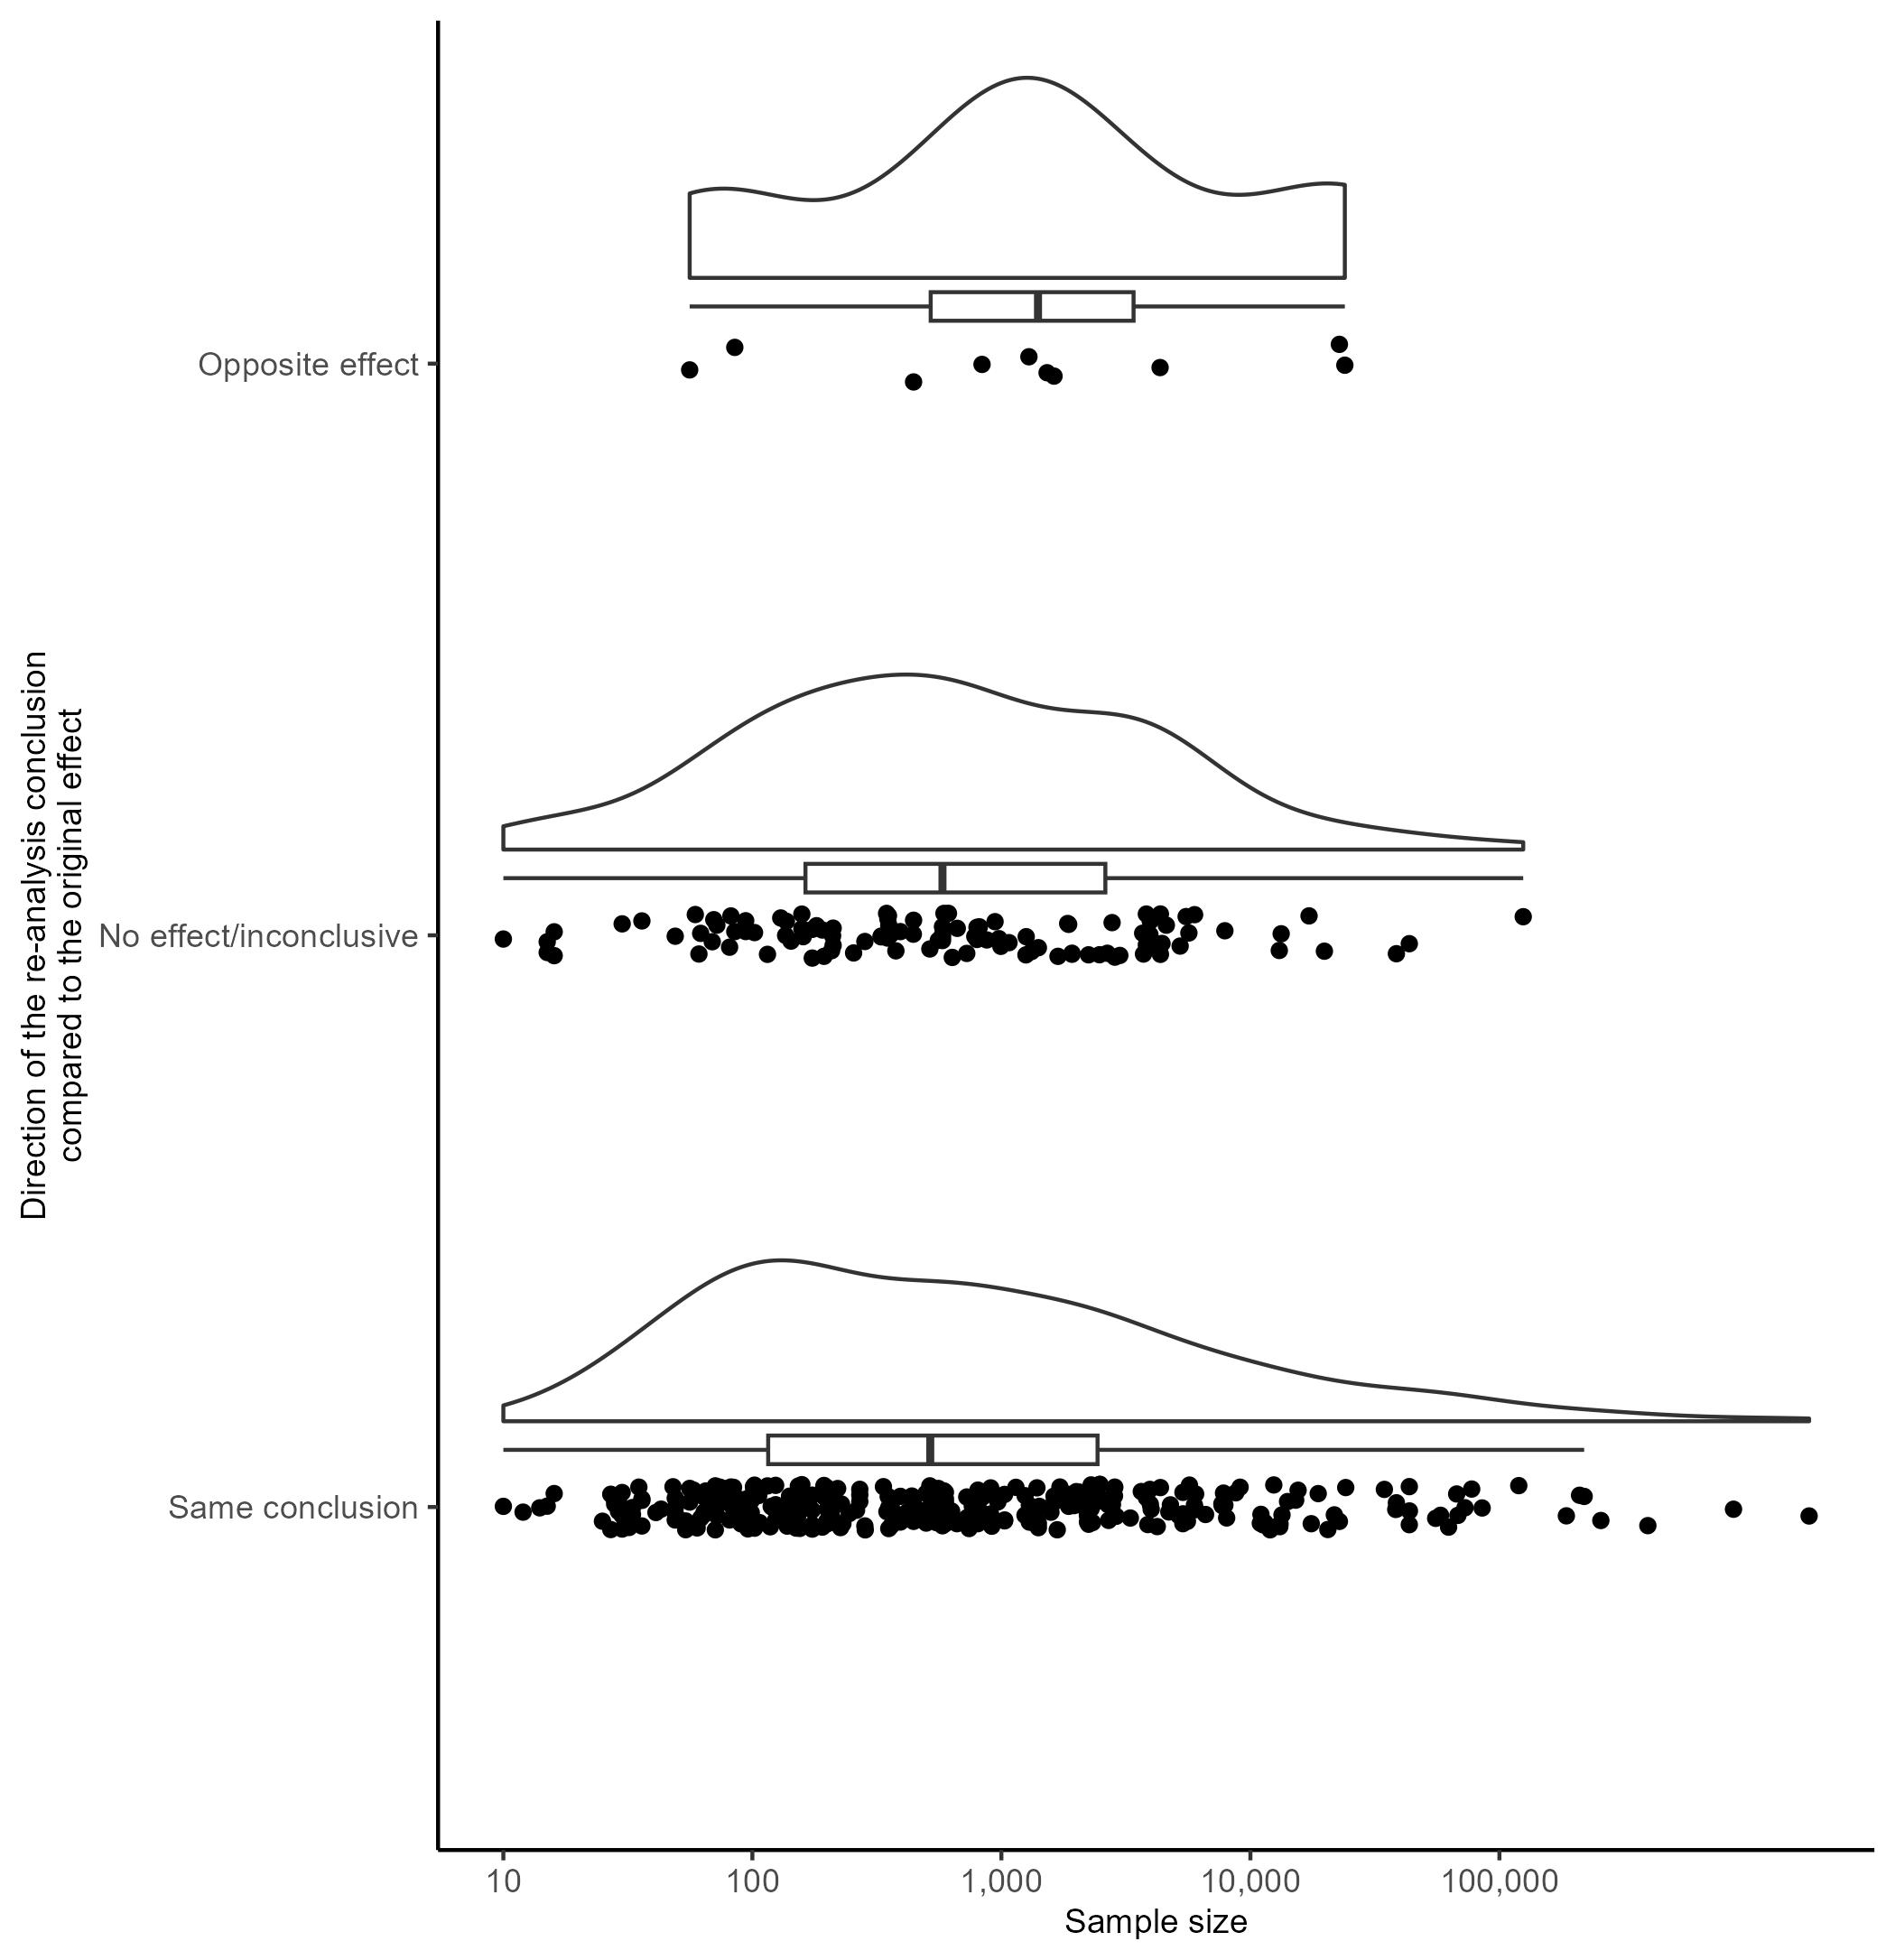 Direction of the re-analysis conclusion
compared to the original effect
Opposite effect
No effect/inconclusive
Same conclusion
10
100
1,000
10,000
100,000
Sample size